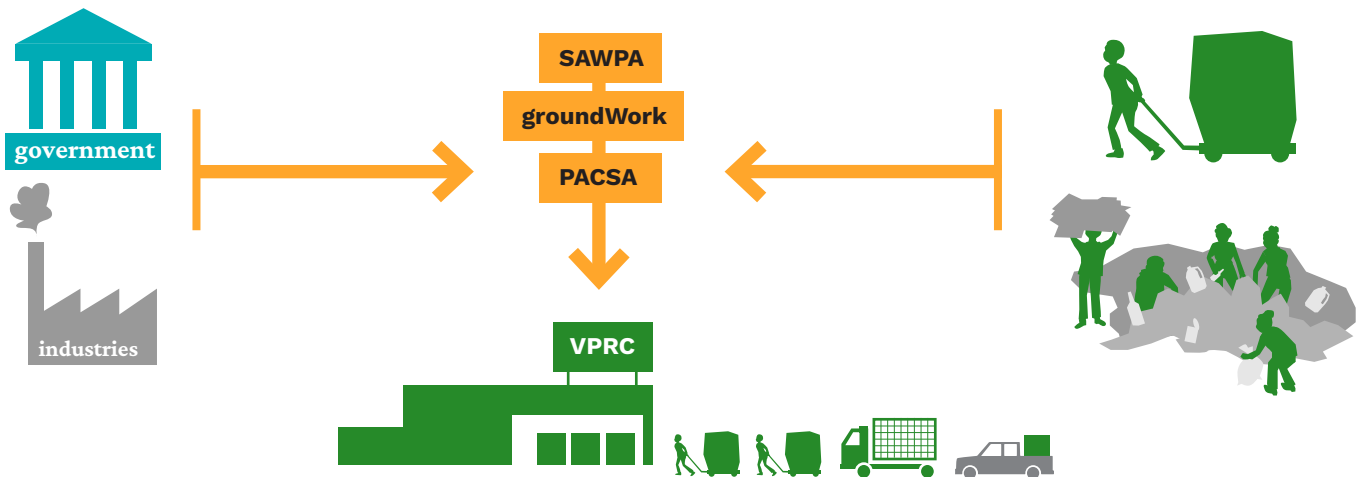 government
industries
SAWPA
groundWork
PACSA
VPRC